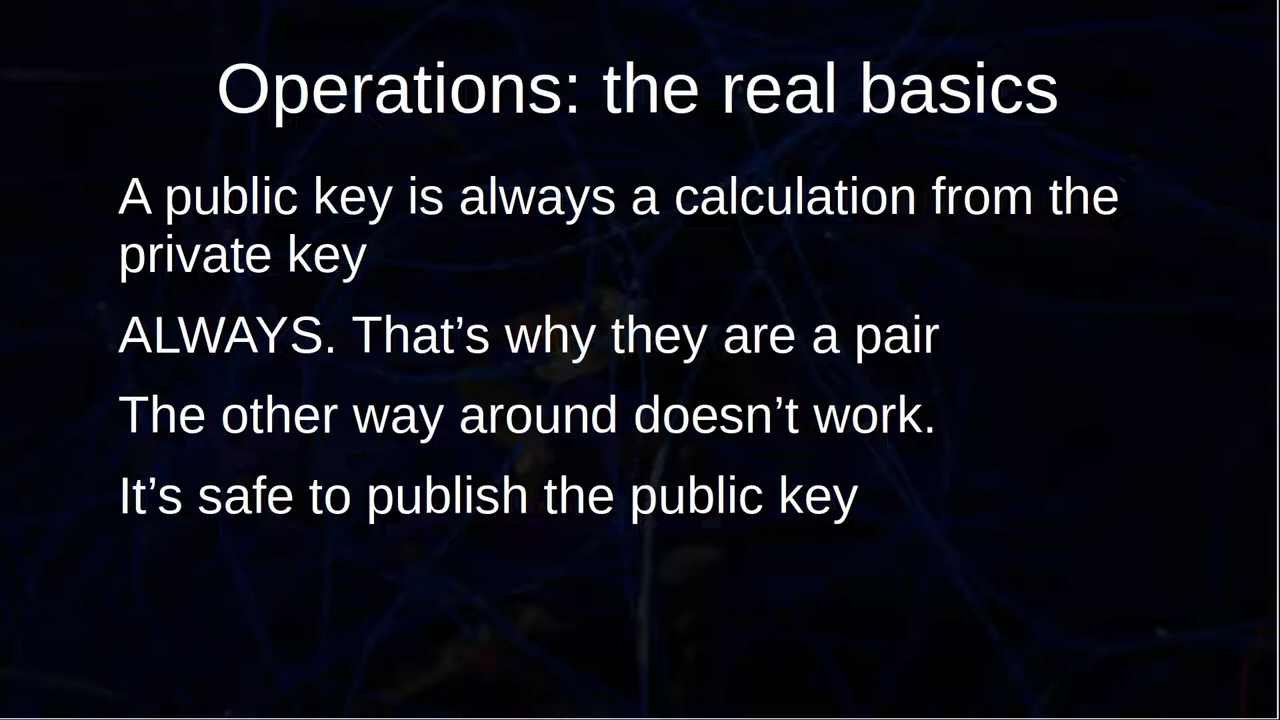 Operations: the real basics
A public key is always a calculation from the
private key
ALWAYS. That’s why they are a pair
The other way around doesn’t work.
It’s safe to publish the public key